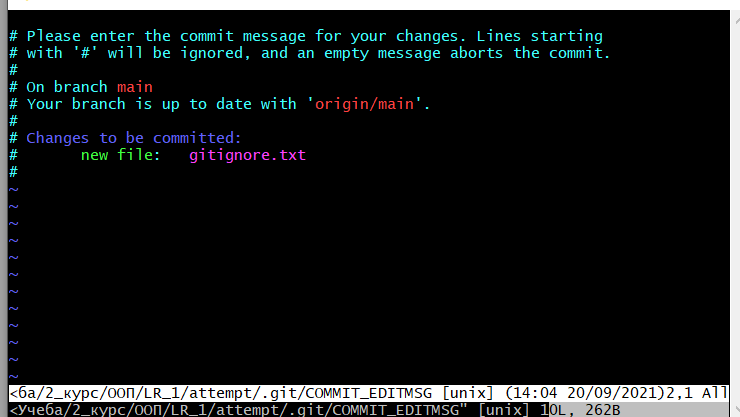 # Please enter the commit message for your changes. Lines starting
# with '#' will be ignored, and an empty message aborts the commit.
#
# On branch main
# Your branch is up to date with 'origin/main'.
#
# Changes to be committed:
#       new file:   gitignore.txt
#
~
~
~
~
~
~
~
~
~
~
~
~
<ба/2_курс/ООП/LR_1/attempt/.git/COMMIT_EDITMSG [unix] (14:04 20/09/2021)2,1 All
<Учеба/2_курс/ООП/LR_1/attempt/.git/COMMIT_EDITMSG" [unix] 10L, 262B